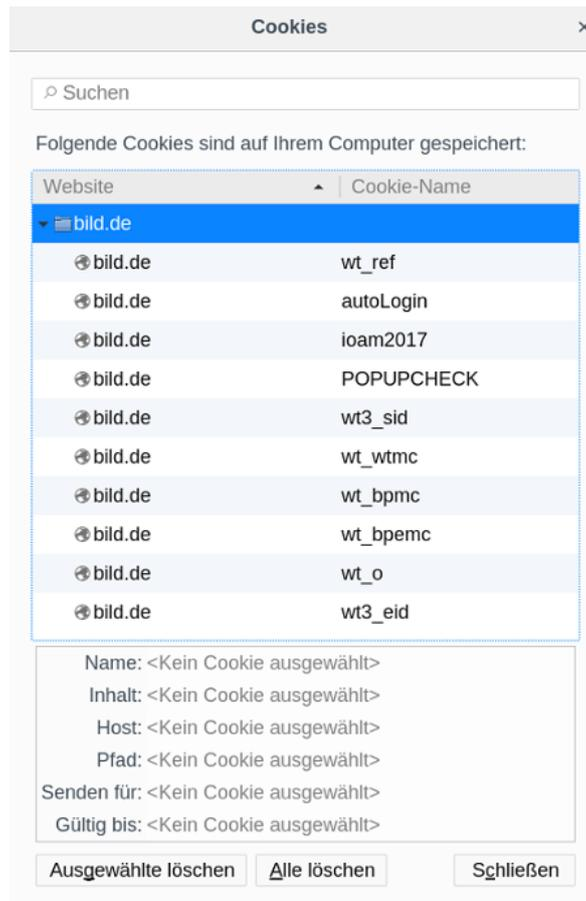 Cookies
Suchen
Folgende Cookies sind auf Ihrem Computer gespeichert:
Website Cookie-Name
bild.de
bild.de wt_ref
bild.de autoLogin
bild.de ioam2017
bild.de POPUPCHECK
bild.de wt3_sid
bild.de wt_wtmc
bild.de wt_bpmc
bild.de wt_bpemc
bild.de wt_o
bild.de wt3_eid
Name: <Kein Cookie ausgewählt>
Inhalt: <Kein Cookie ausgewählt>
Host: <Kein Cookie ausgewählt>
Pfad: <Kein Cookie ausgewählt>
Senden für: <Kein Cookie ausgewählt>
Gültig bis: <Kein Cookie ausgewählt>
Ausgewählte löschen Alle löschen Schließen